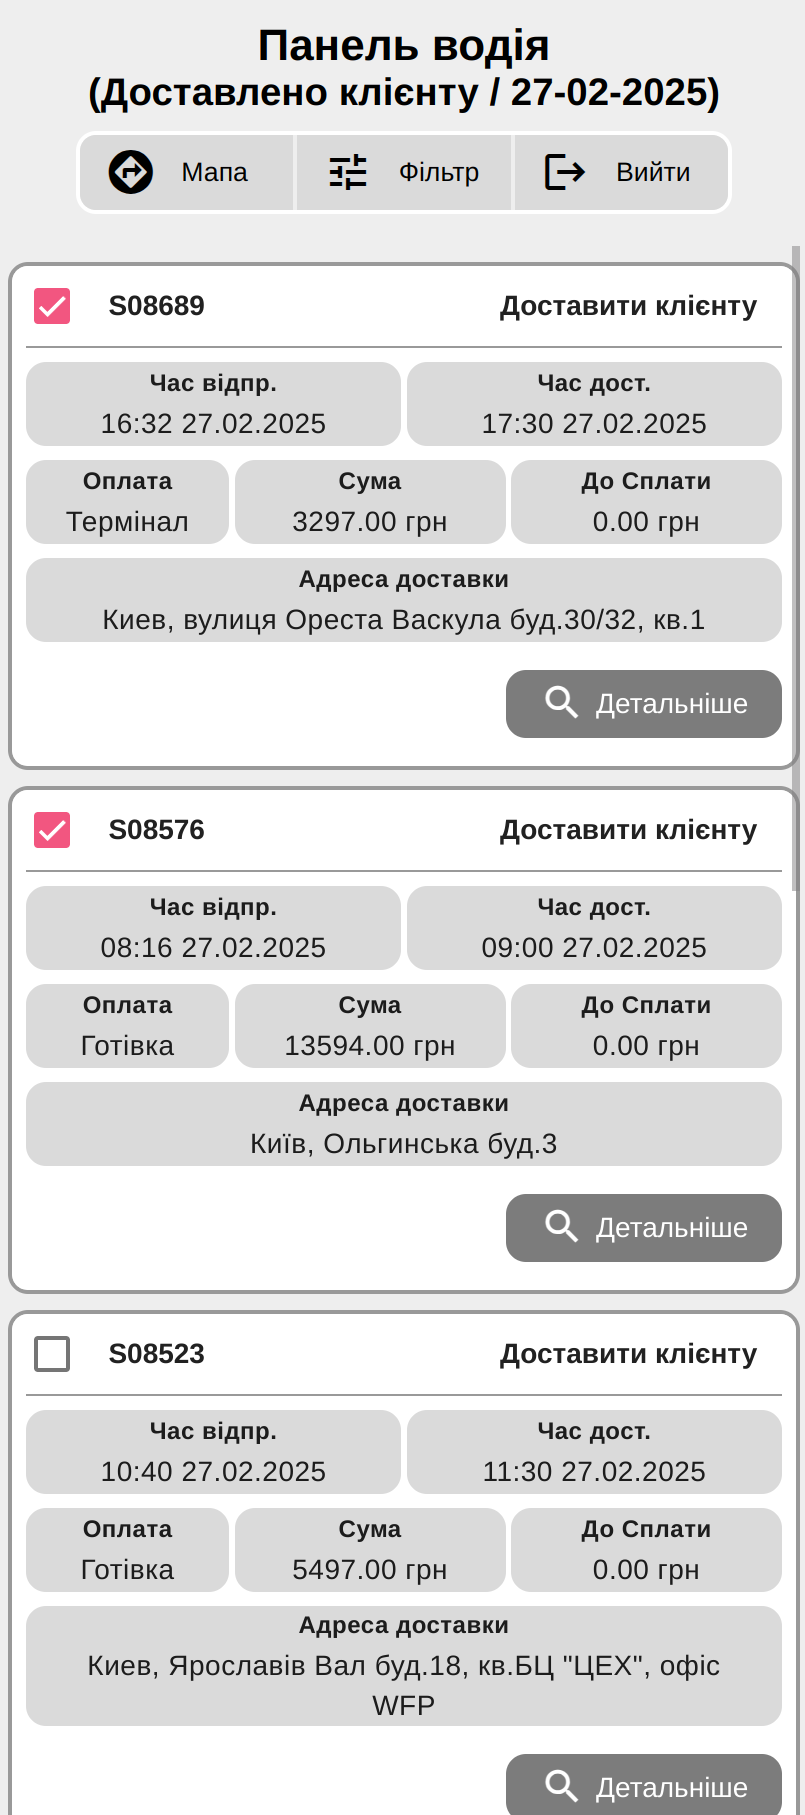 Панель водія
(Доставлено клієнту / 27-02-2025)
Мапа Фільтр Вийти
S08689 Доставити клієнту
Час відпр. Час дост.
16:32 27.02.2025 17:30 27.02.2025
Оплата Сума До Сплати
Термінал 3297.00 грн 0.00 грн
Адреса доставки
Киев, вулиця Ореста Васкула буд.30/32, кв.1
Детальніше
S08576 Доставити клієнту
Час відпр. Час дост.
08:16 27.02.2025 09:00 27.02.2025
Оплата Сума До Сплати
Готівка 13594.00 грн 0.00 грн
Адреса доставки
Київ, Ольгинська буд.3
Детальніше
S08523 Доставити клієнту
Час відпр. Час дост.
10:40 27.02.2025 11:30 27.02.2025
Оплата Сума До Сплати
Готівка 5497.00 грн 0.00 грн
Адреса доставки
Киев, Ярославів Вал буд.18, кв.БЦ "ЦЕХ", офіс
WFP
Детальніше